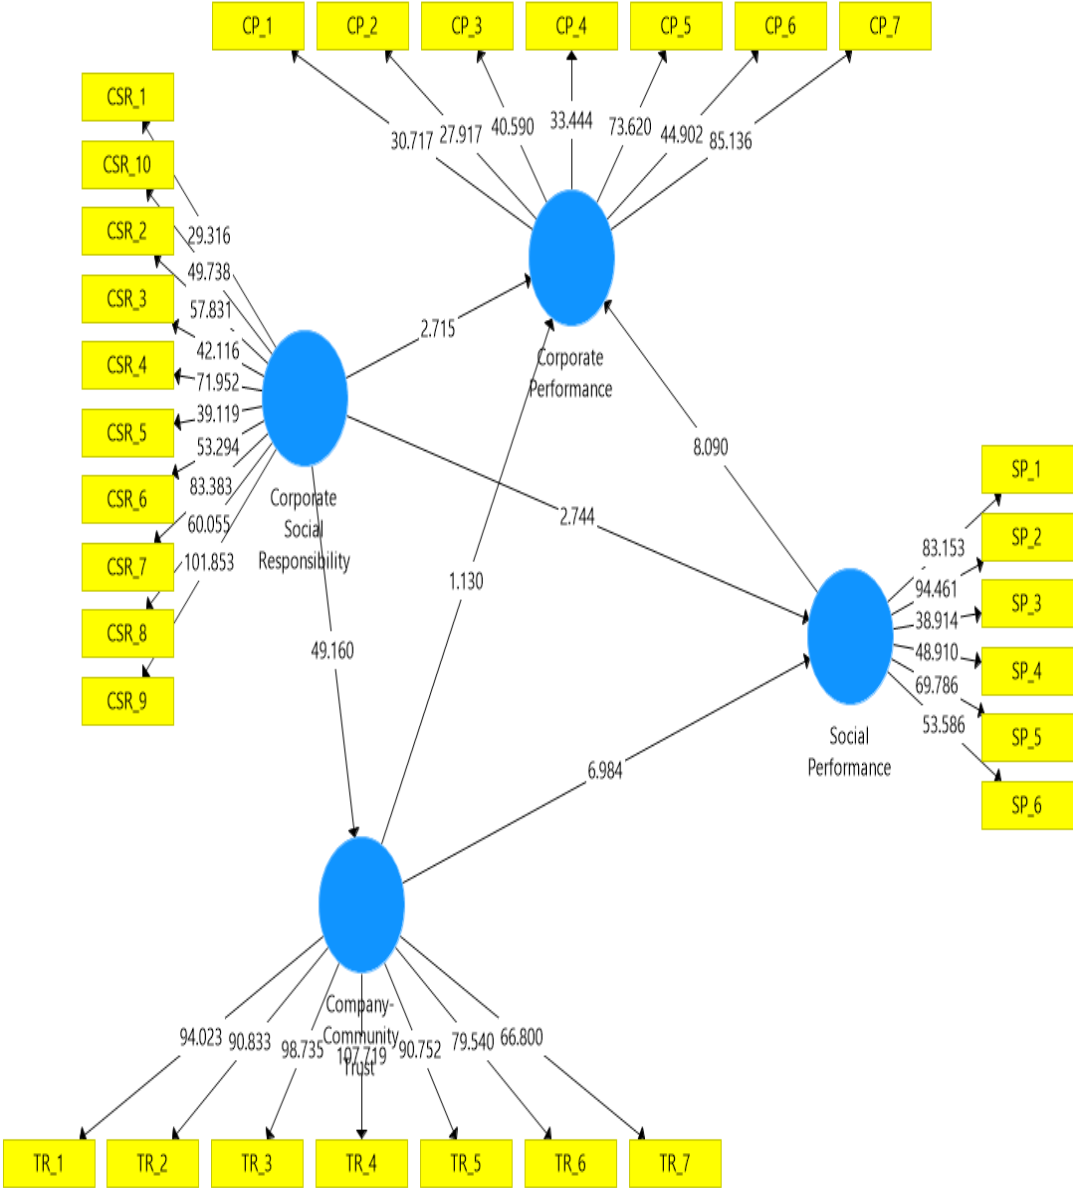 CP_1
CP_2
CP_3
CP_4
CP_5
CP_6
CP_7
30.717
27.917
40.590
33.444
73.620
44.902
85.136
CSR_1
CSR_10
CSR_2
CSR_3
CSR_4
CSR_5
CSR_6
CSR_7
CSR_8
CSR_9
29.316
49.738
57.831
42.116
71.952
39.119
53.294
83.383
60.055
101.853
Corporate
Performance
Corporate
Social
Responsibility
2.715
8.090
2.744
1.130
49.160
6.984
SP_1
SP_2
SP_3
SP_4
SP_5
SP_6
83.153
94.461
38.914
48.910
69.786
53.586
Social
Performance
Company-
Community
Trust
94.023
90.833
98.735
107.719
90.752
79.540
66.800
TR_1
TR_2
TR_3
TR_4
TR_5
TR_6
TR_7